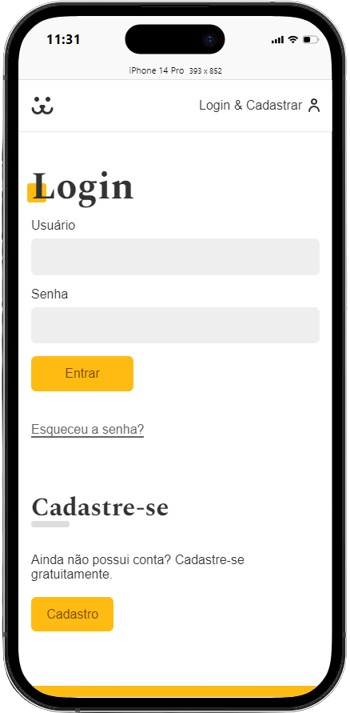 11:31
iPhone 14 Pro 393 x 852
Login & Cadastrar
Login
Usuário
Senha
Entrar
Esqueceu a senha?
Cadastre-se
Ainda não possui conta? Cadastre-se
gratuitamente.
Cadastro